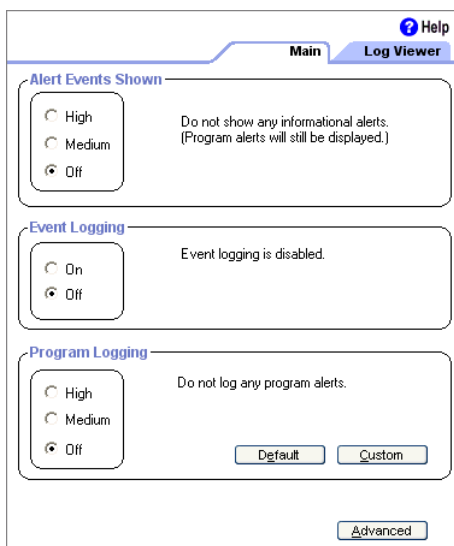 ? Help
Main
Log Viewer
Alert Events Shown
High
Medium
Off
Do not show any informational alerts.
(Program alerts will still be displayed.)
Event Logging
On
Off
Event logging is disabled.
Program Logging
High
Medium
Off
Do not log any program alerts.
Default
Custom
Advanced